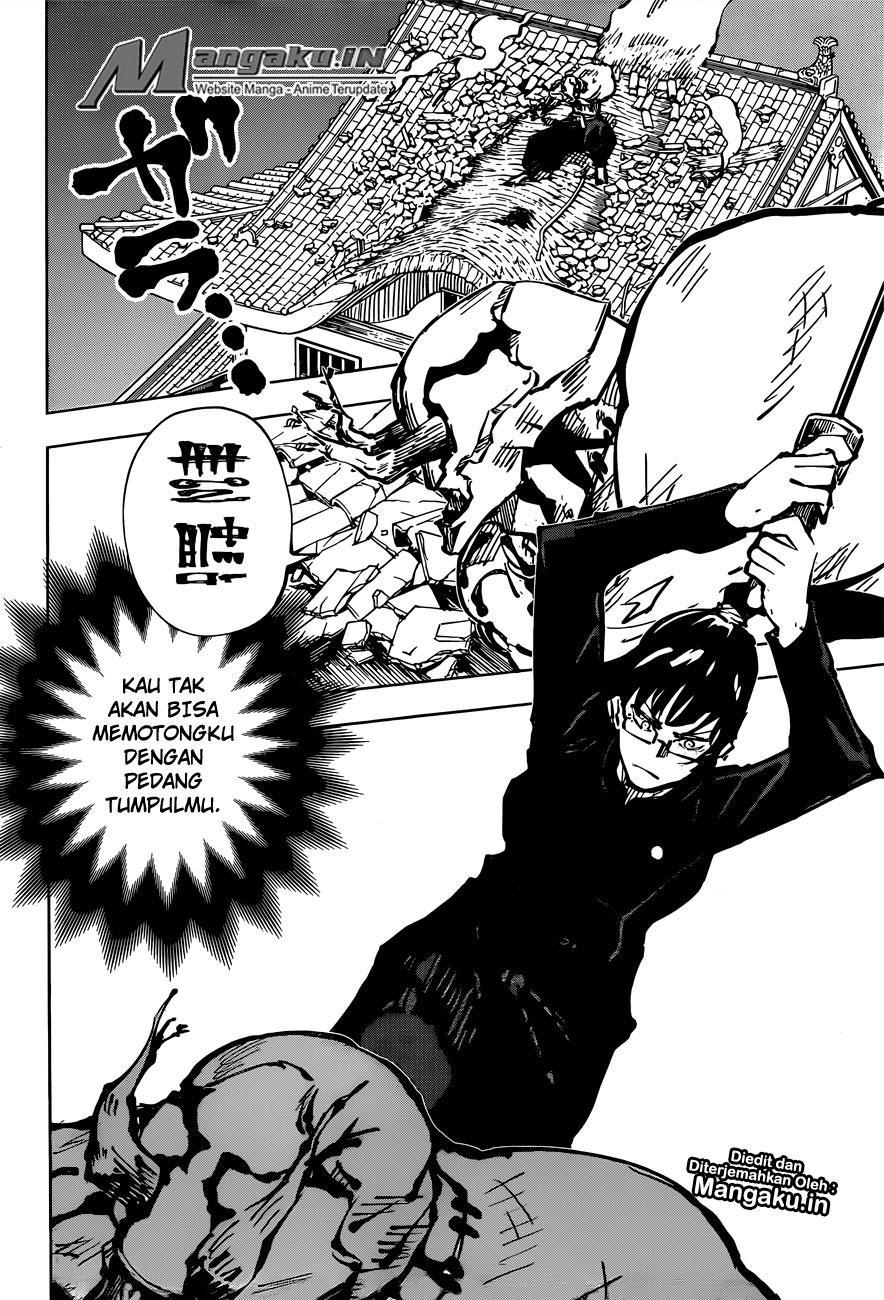 Mangaku.iN
Website Manga - Anime Terupdate
ザラ...
KAU TAK
AKAN BISA
MEMOTONGKU
DENGAN
PEDANG
TUMPULMU.
Diedit dan
Diterjemahkan Oleh :
Mangaku.in